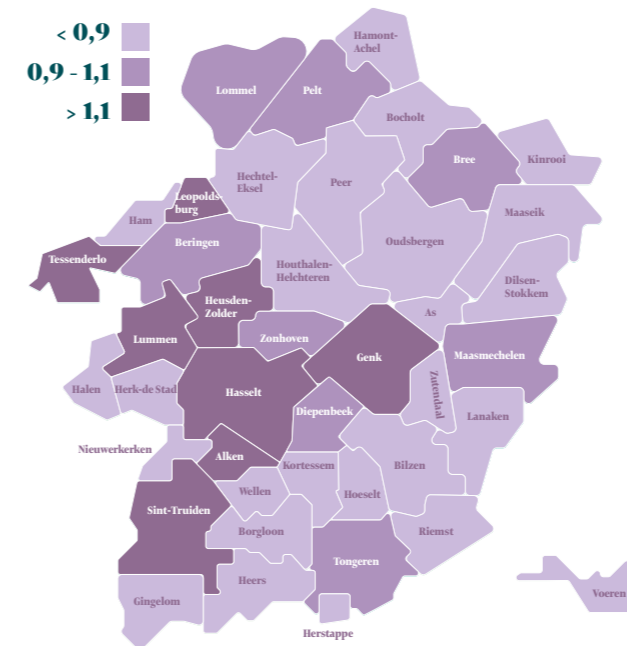 < 0,9
0,9 - 1,1
> 1,1
Hamont-
Achel
Lommel
Pelt
Bocholt
Bree
Kinrooi
Hechtel-
Eksel
Peer
Leopolds-
burg
Ham
Maaseik
Beringen
Oudsbergen
Tessenderlo
Houthalen-
Helchteren
Dilsen-
Stokkem
Heusden-
Zolder
As
Lummen
Zonhoven
Genk
Maasmechelen
Halen
Herk-de Stad
Hasselt
Zutendaal
Diepenbeek
Lanaken
Nieuwerkerken
Alken
Kortessem
Bilzen
Wellen
Hoeselt
Sint-Truiden
Borgloon
Riemst
Tongeren
Heers
Gingelom
Voeren
Herstappe